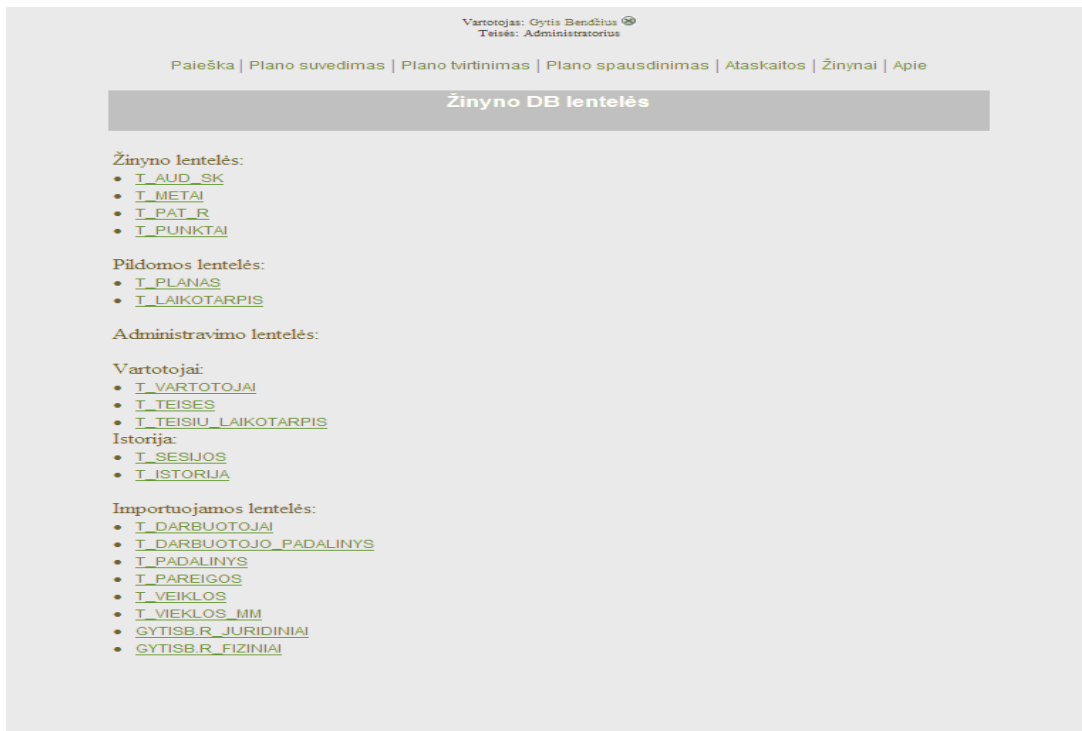 Vartotojas: Gytis Bendžius
Teisės: Administratorius
Paieška | Plano suvedimas | Plano tvirtinimas | Plano spausdinimas | Ataskaitos | Žinynai | Apie
Žinyno DB lentelės
Žinyno lentelės:
• T_AUD_SK
• T_METAI
• T_PAT_R
• T_PUNKTAI
Pildomos lentelės:
• T_PLANAS
• T_LAIKOTARPIS
Administravimo lentelės:
Vartotojai:
• T_VARTOTOJAI
• T_TEISES
• T_TEISIU_LAIKOTARPIS
Istorija:
• T_SESIJOS
• T_ISTORIJA
Importuojamos lentelės:
• T_DARBUOTOJAI
• T_DARBUOTOJO_PADALINYS
• T_PADALINYS
• T_PAREIGOS
• T_VEIKLOS
• T_VIEKLOS_MM
• GYTISB.R_JURIDINIAI
• GYTISB.R_FIZINIAI